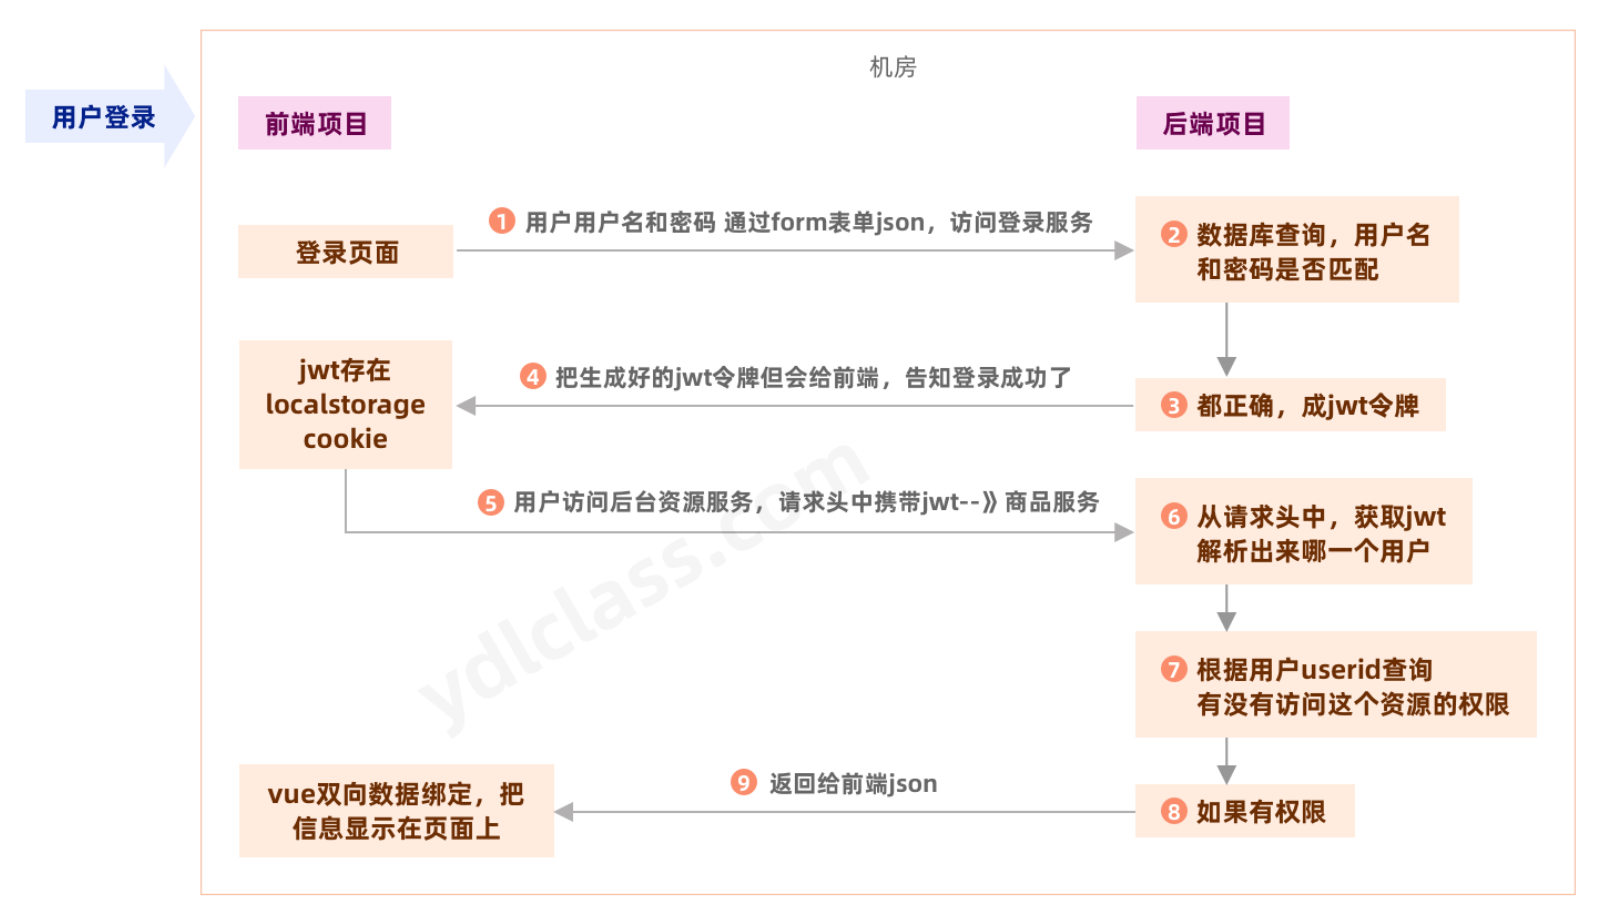 机房
用户登录
前端项目
后端项目
登录页面
1 用户用户名和密码 通过form表单json，访问登录服务
2 数据库查询，用户名
和密码是否匹配
3 都正确，成jwt令牌
4 把生成好的jwt令牌但会给前端，告知登录成功了
jwt存在
localstorage
cookie
5 用户访问后台资源服务，请求头中携带jwt--》商品服务
6 从请求头中，获取jwt
解析出来哪一个用户
7 根据用户userid查询
有没有访问这个资源的权限
8 如果有权限
9 返回给前端json
vue双向数据绑定，把
信息显示在页面上
ydlclass.com